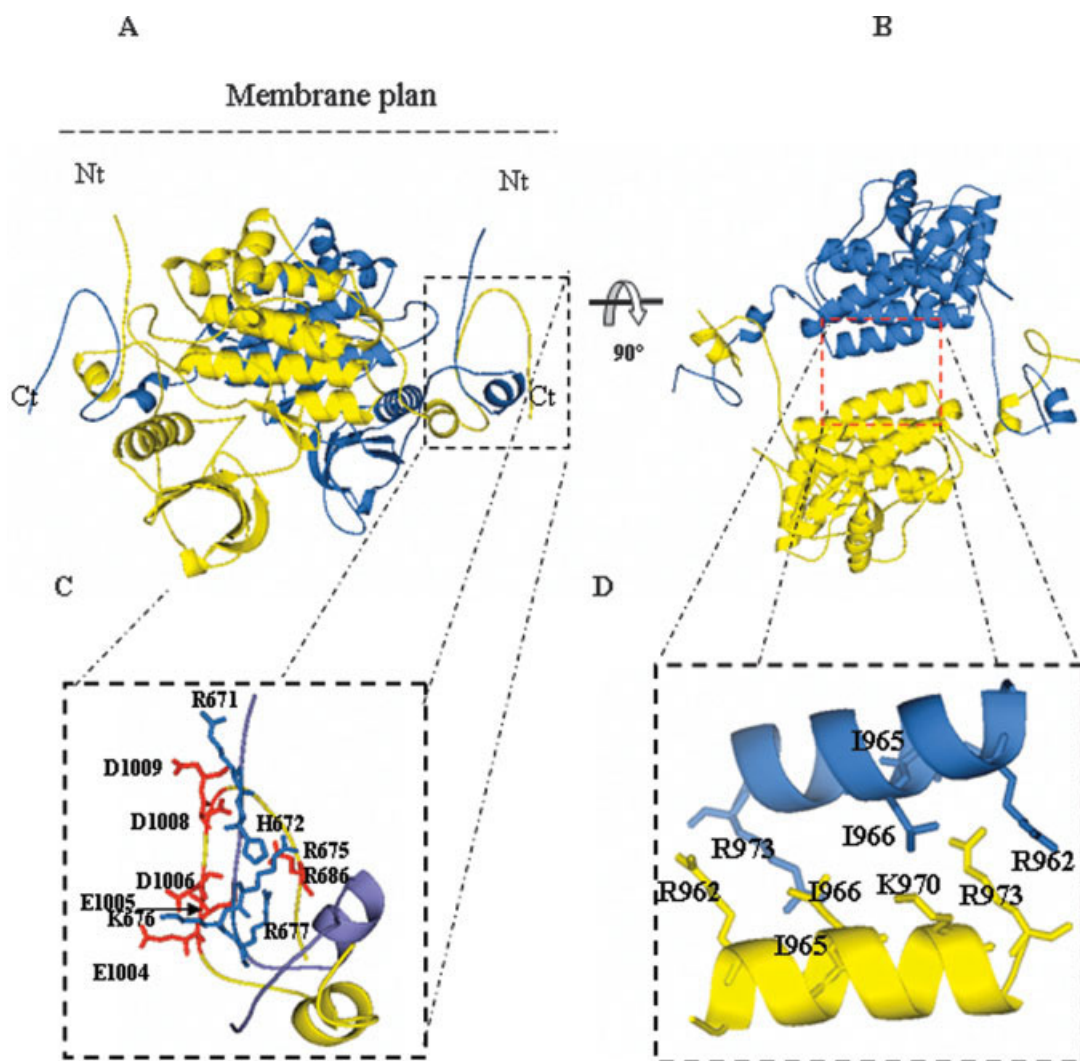 A
B
Membrane plan
Nt
Nt
Ct
Ct
90°
C
D
R671
D1009
D1008
H672
R675
R686
D1006
E1005
K676
R677
E1004
I965
I966
R973
R962
R962
I966
K970
R973
I965